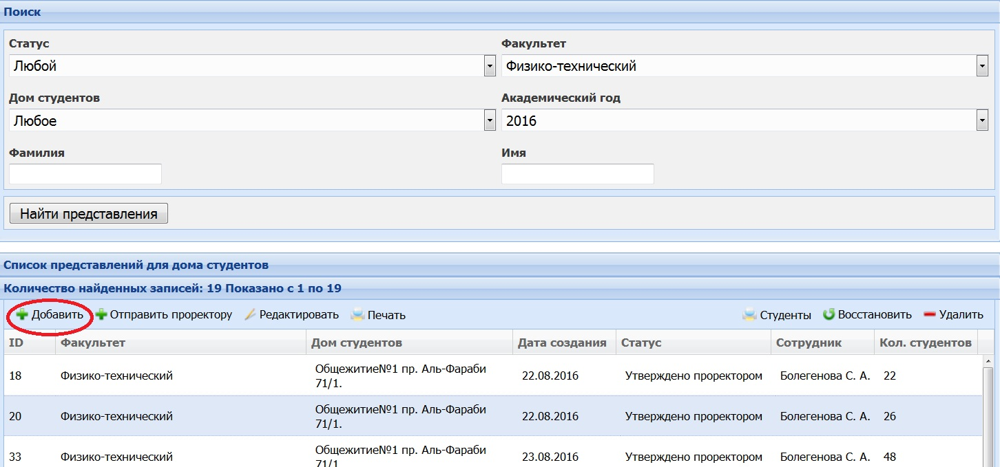 Поиск
Статус Факультет
Любой Физико-технический
Дом студентов Академический год
Любое 2016
Фамилия Имя
Найти представления
Список представлений для дома студентов
Количество найденных записей: 19 Показано с 1 по 19
Добавить Отправить проректору Редактировать Печать Студенты Восстановить Удалить
ID Факультет Дом студентов Дата создания Статус Сотрудник Кол. студентов
18 Физико-технический Общежитие№1 пр. Аль-Фараби 22.08.2016 Утверждено проректором Болегенова С. А. 22
71/1.
20 Физико-технический Общежитие№1 пр. Аль-Фараби 22.08.2016 Утверждено проректором Болегенова С. А. 26
71/1.
33 Физико-технический Общежитие№1 пр. Аль-Фараби 23.08.2016 Утверждено проректором Болегенова С. А. 48
71/1